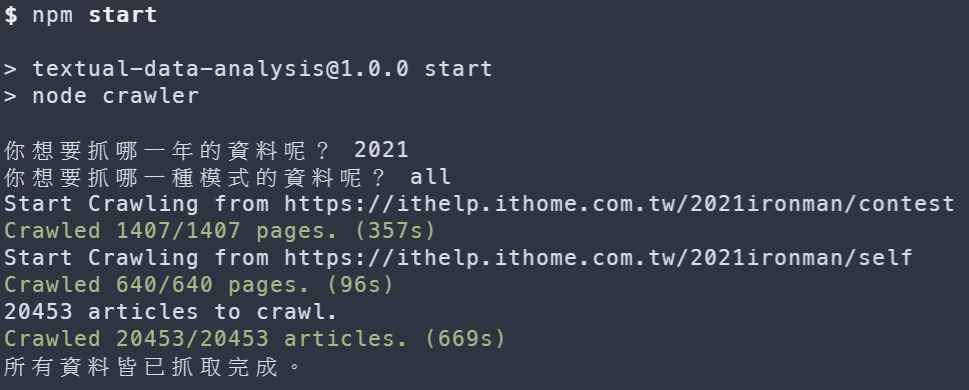 $ npm start
> textual-data-analysis@1.0.0 start
> node crawler
你想要抓哪一年的資料呢？ 2021
你想要抓哪一種模式的資料呢？ all
Start Crawling from https://ithelp.ithome.com.tw/2021ironman/contest
Crawled 1407/1407 pages. (357s)
Start Crawling from https://ithelp.ithome.com.tw/2021ironman/self
Crawled 640/640 pages. (96s)
20453 articles to crawl.
Crawled 20453/20453 articles. (669s)
所有資料皆已抓取完成。